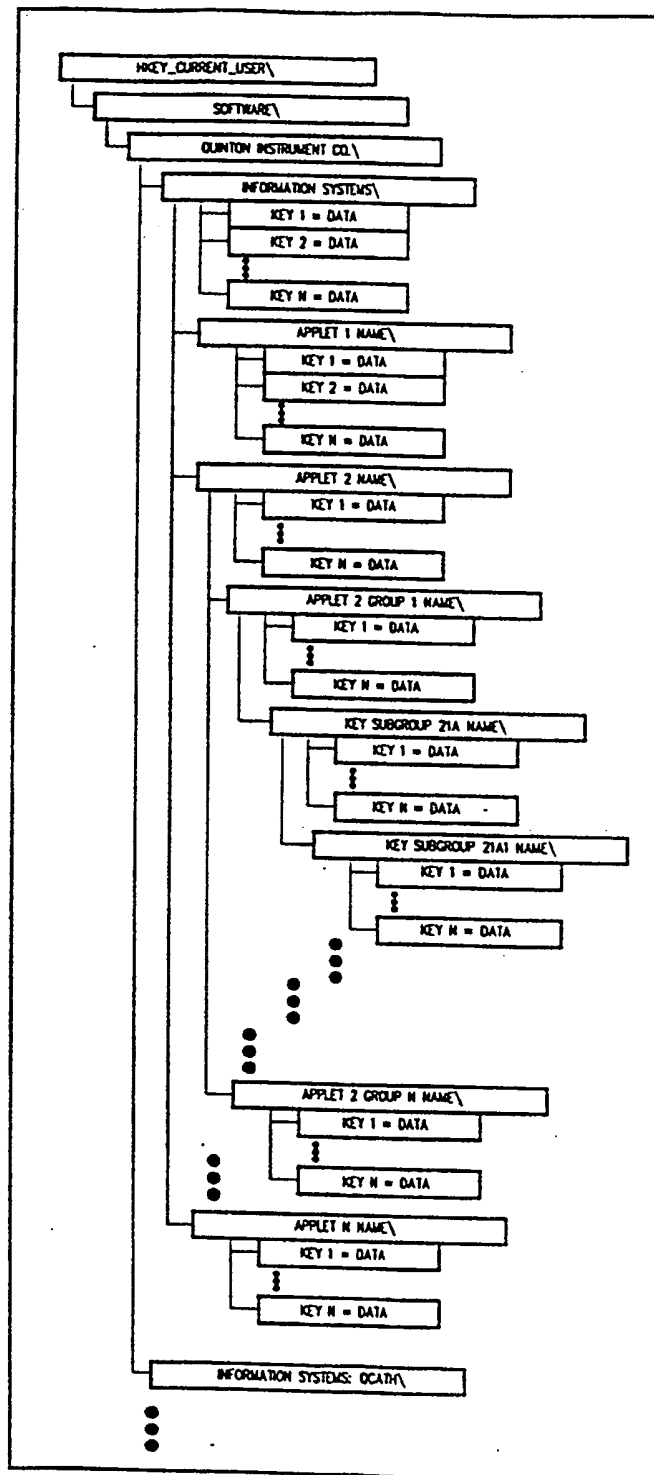 HKEY_CURRENT_USER\
SOFTWARE\
QUINTON INSTRUMENT CO.\
INFORMATION SYSTEMS\
KEY 1 = DATA
KEY 2 = DATA
KEY N = DATA
APPLET 1 NAME\
KEY 1 = DATA
KEY 2 = DATA
KEY N = DATA
APPLET 2 NAME\
KEY 1 = DATA
KEY N = DATA
APPLET 2 GROUP 1 NAME\
KEY 1 = DATA
KEY N = DATA
KEY SUBGROUP 21A NAME\
KEY 1 = DATA
KEY N = DATA
KEY SUBGROUP 21A1 NAME\
KEY 1 = DATA
KEY N = DATA
APPLET 2 GROUP N NAME\
KEY 1 = DATA
KEY N = DATA
APPLET N NAME\
KEY 1 = DATA
KEY N = DATA
INFORMATION SYSTEMS: QCATH\